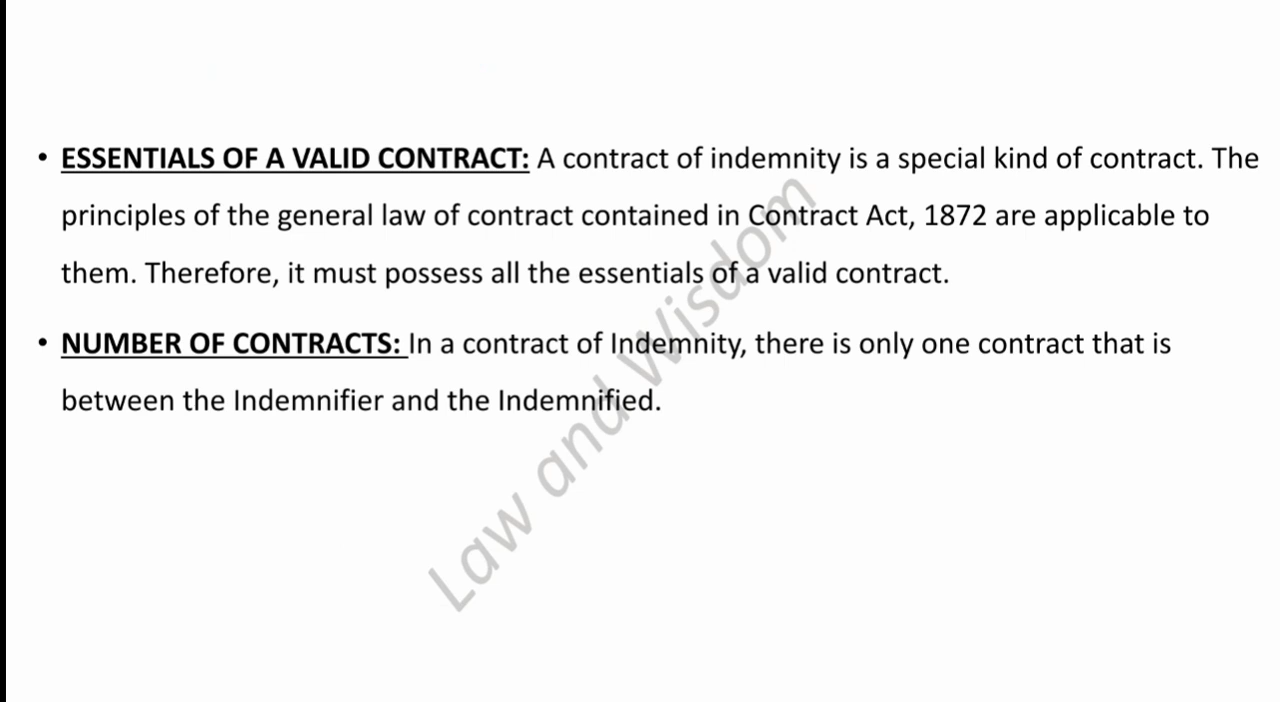 • ESSENTIALS OF A VALID CONTRACT: A contract of indemnity is a special kind of contract. The
principles of the general law of contract contained in Contract Act, 1872 are applicable to
them. Therefore, it must possess all the essentials of a valid contract.
• NUMBER OF CONTRACTS: In a contract of Indemnity, there is only one contract that is
between the Indemnifier and the Indemnified.
Law and Wisdom